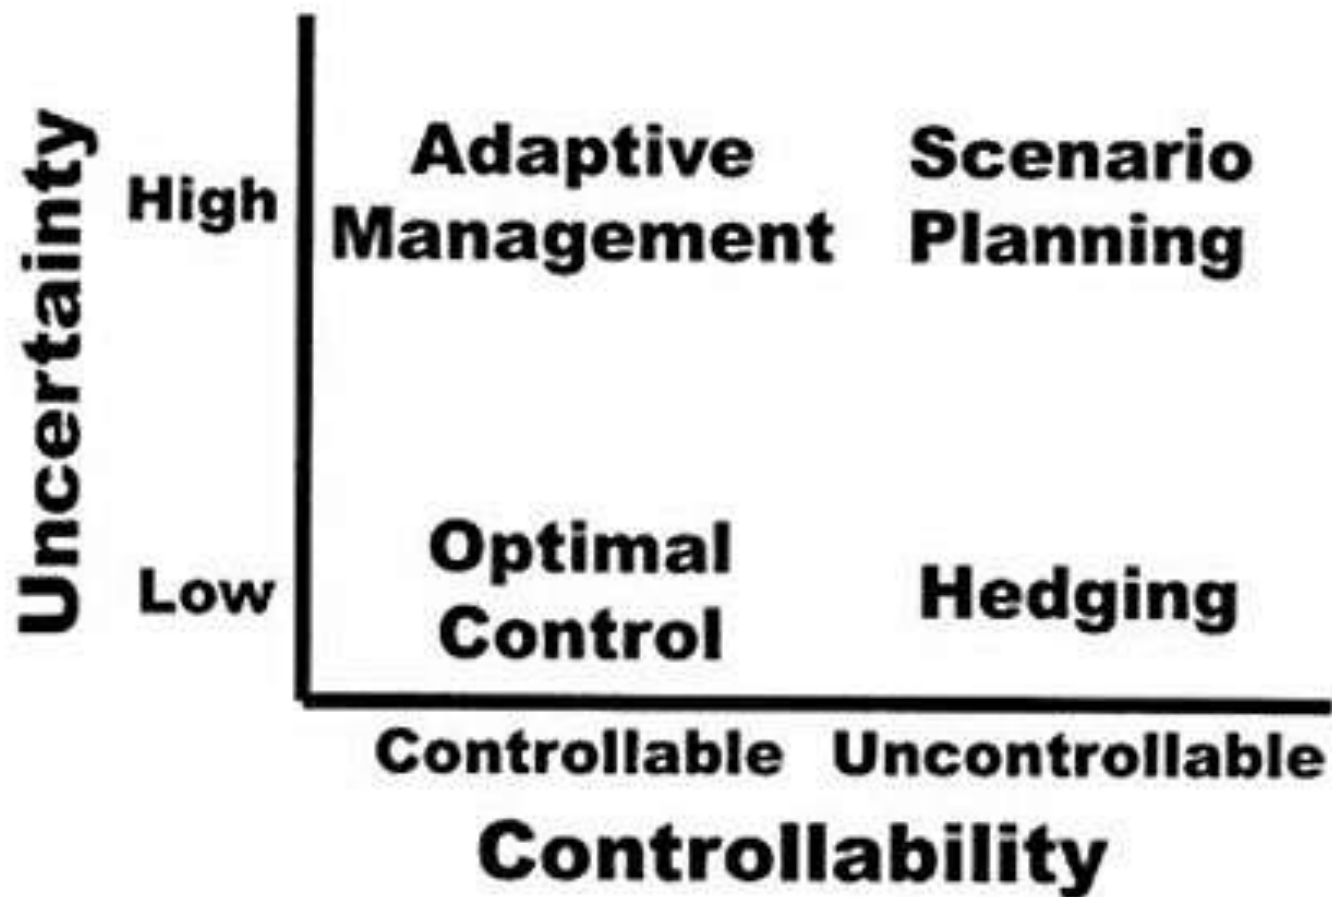 Uncertainty
High
Adaptive
Management
Scenario
Planning
Low
Optimal
Control
Hedging
Controllable
Uncontrollable
Controllability